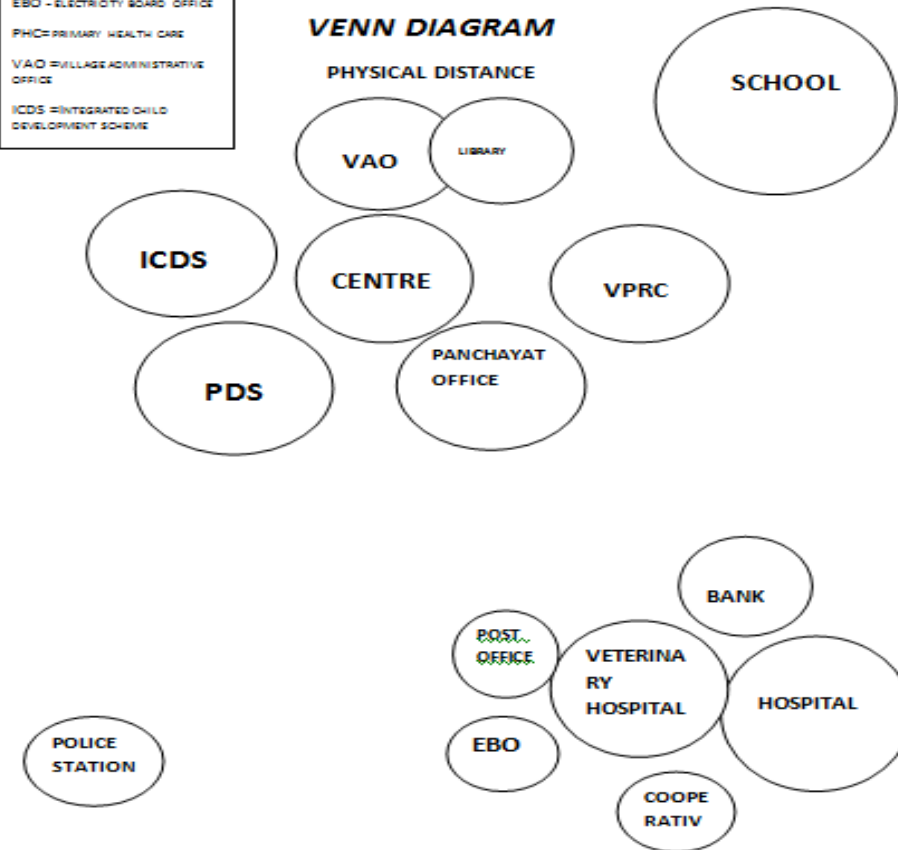 EBO - ELECTRICITY BOARD OFFICE
PHC=PRIMARY HEALTH CARE
VAO =VILLAGE ADMINISTRATIVE
OFFICE
ICDS =INTEGRATED CHILD
DEVELOPMENT SCHEME
VENN DIAGRAM
PHYSICAL DISTANCE
SCHOOL
VAO
LIBRARY
ICDS
CENTRE
VPRC
PDS
PANCHAYAT
OFFICE
BANK
POST
OFFICE
VETERINA
RY
HOSPITAL
HOSPITAL
EBO
POLICE
STATION
COOPE
RATIV